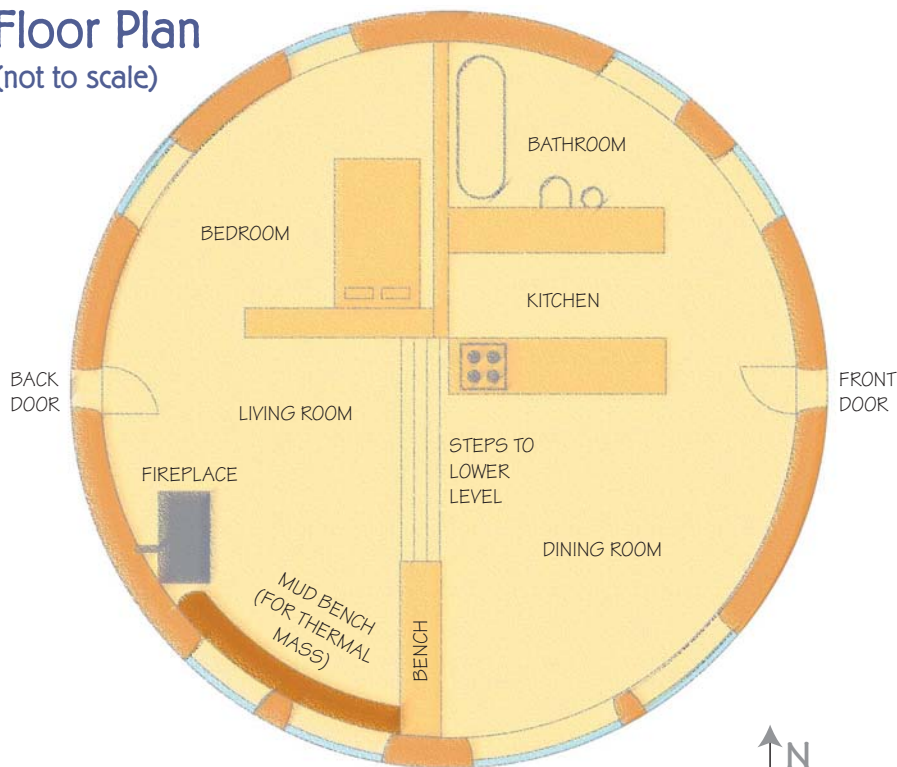 Floor Plan
(not to scale)
BATHROOM
BEDROOM
KITCHEN
BACK
DOOR
FRONT
DOOR
LIVING ROOM
STEPS TO
LOWER
LEVEL
FIREPLACE
DINING ROOM
MUD BENCH
(FOR THERMAL
MASS)
BENCH
N